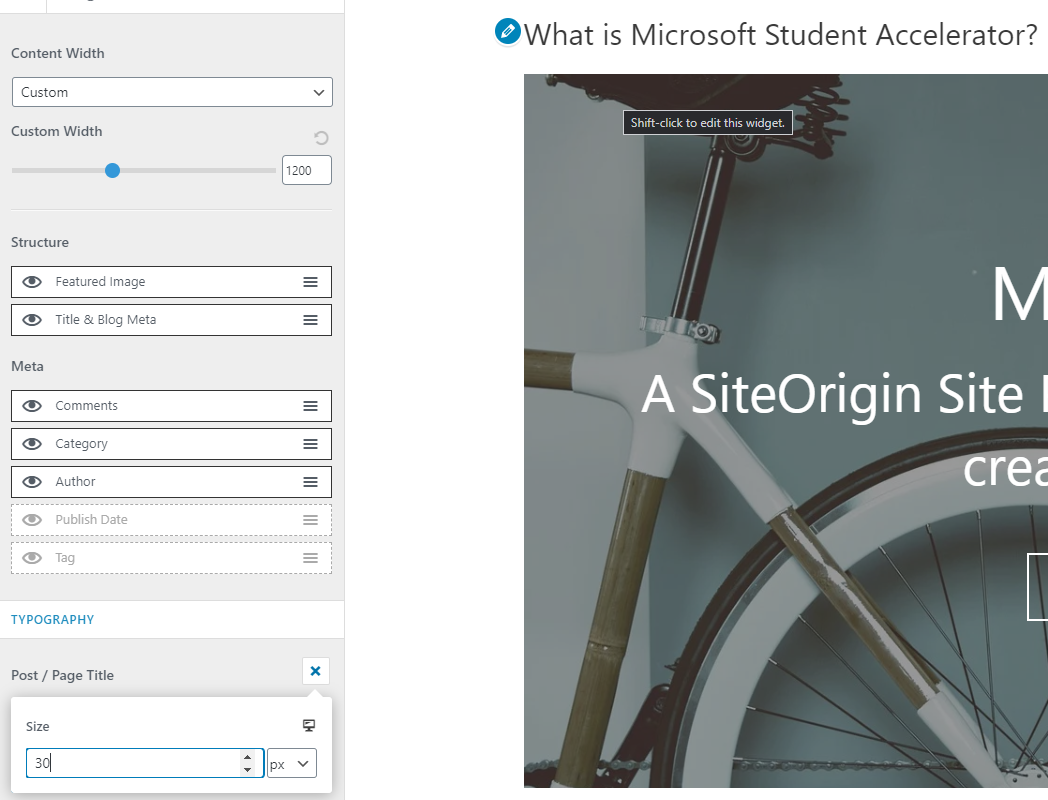 Content Width
Custom
Custom Width
1200
Structure
Featured Image
Title & Blog Meta
Meta
Comments
Category
Author
Publish Date
Tag
TYPOGRAPHY
Post / Page Title
Size
30
px
What is Microsoft Student Accelerator?
Shift-click to edit this widget.
M
A SiteOrigin Site
crea